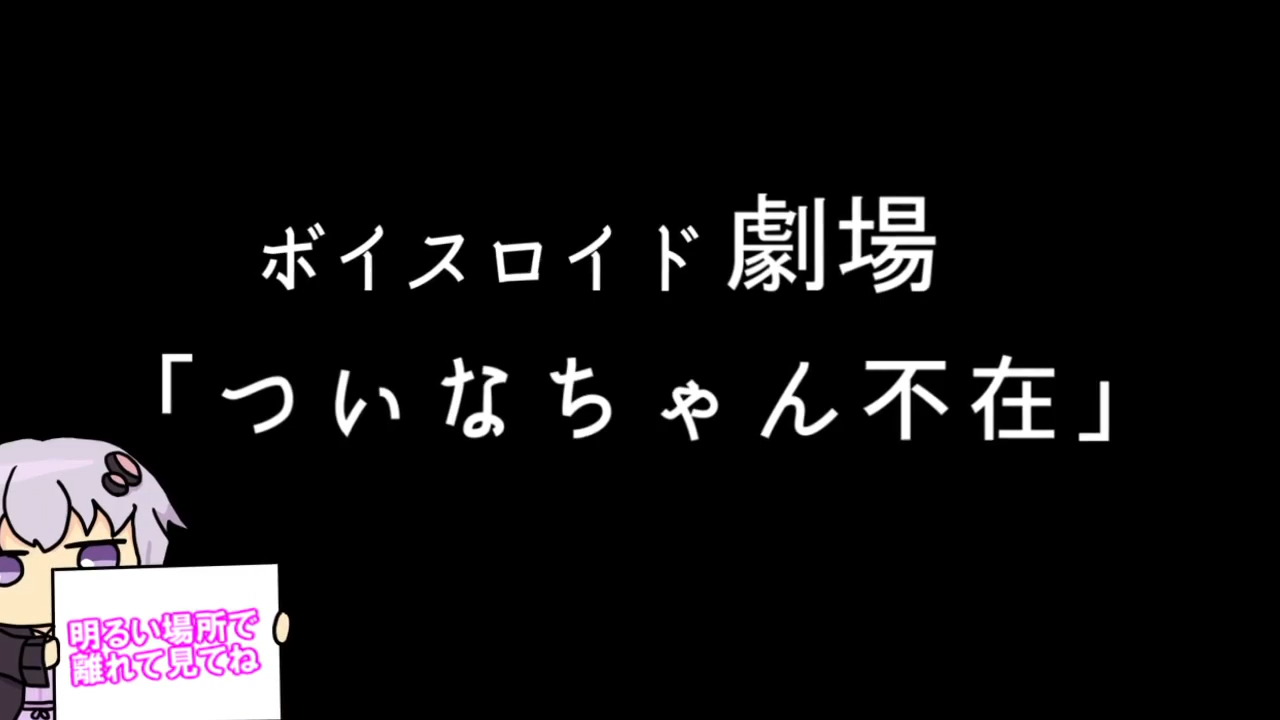 ボイスロイド劇場
「ついなちゃん不在」
明るい場所で
離れて見てね